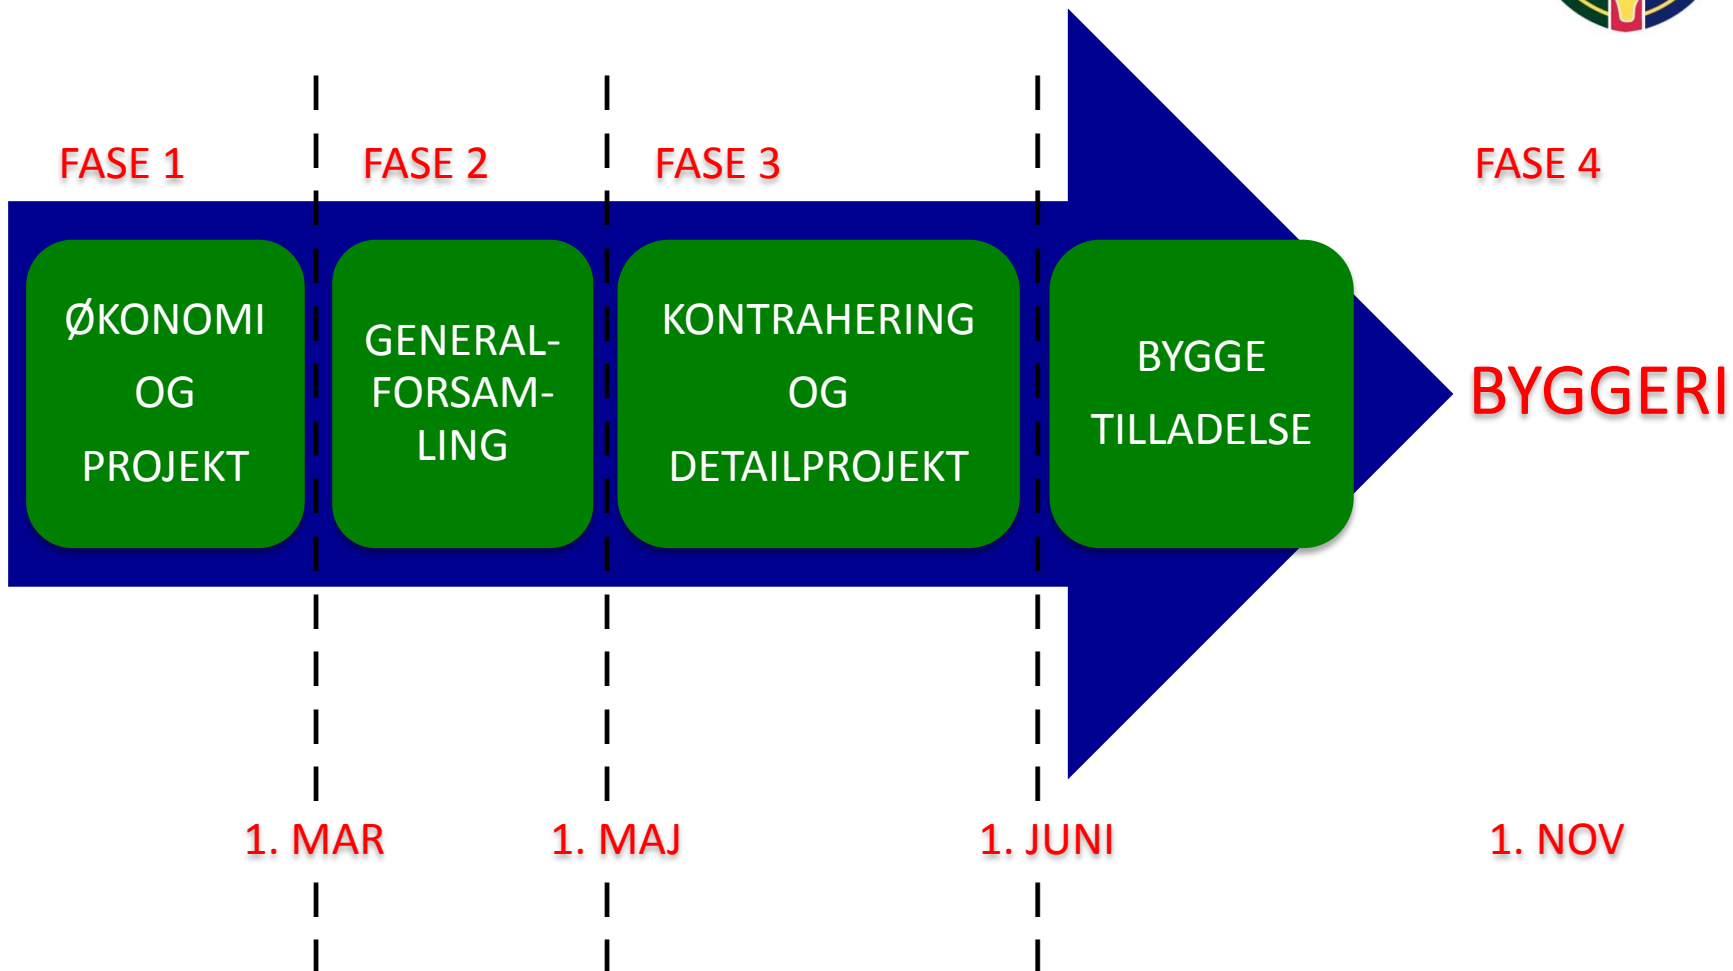 FASE 1
FASE 2
FASE 3
FASE 4
ØKONOMI
OG
PROJEKT
GENERAL-
FORSAM-
LING
KONTRAHERING
OG
DETAILPROJEKT
BYGGE
TILLADELSE
BYGGERI
1. MAR
1. MAJ
1. JUNI
1. NOV